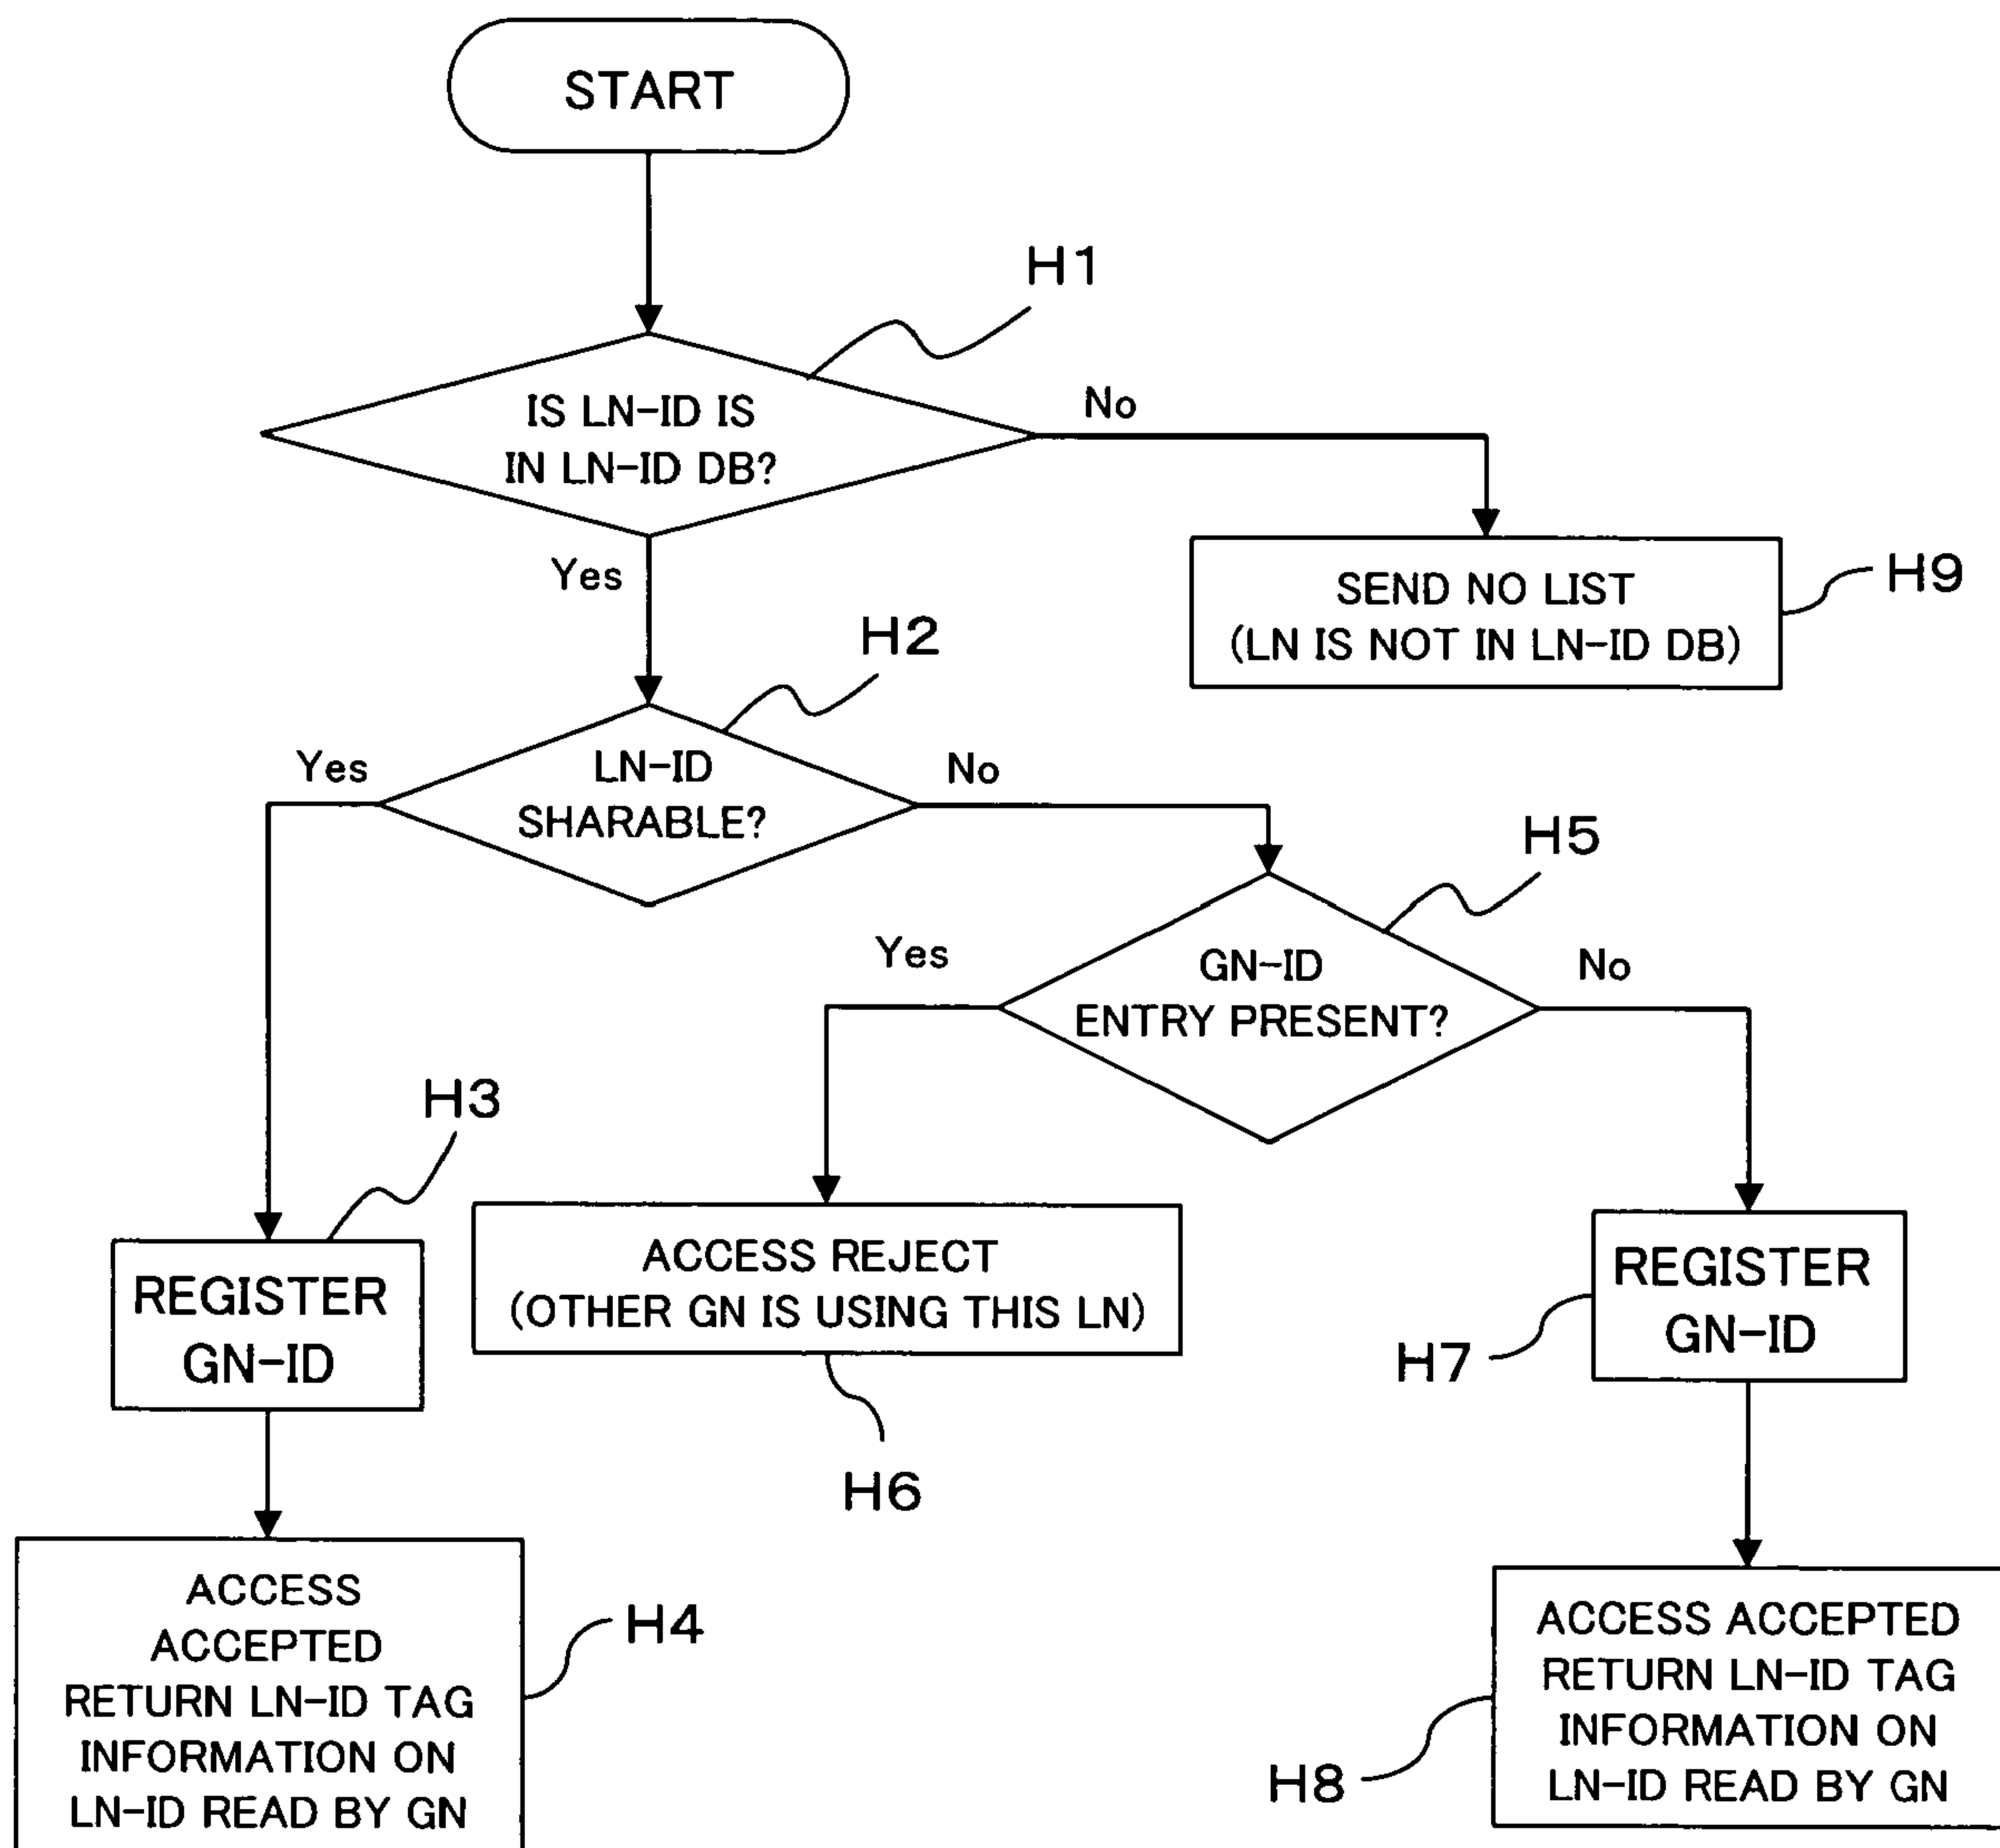 START
H1
IS LN-ID IS
IN LN-ID DB?
No
Yes
SEND NO LIST
(LN IS NOT IN LN-ID DB)
H9
H2
LN-ID
SHARABLE?
Yes
No
H5
GN-ID
ENTRY PRESENT?
Yes
No
H3
REGISTER
GN-ID
ACCESS REJECT
(OTHER GN IS USING THIS LN)
H6
REGISTER
GN-ID
H7
ACCESS
ACCEPTED
RETURN LN-ID TAG
INFORMATION ON
LN-ID READ BY GN
H4
ACCESS ACCEPTED
RETURN LN-ID TAG
INFORMATION ON
LN-ID READ BY GN
H8